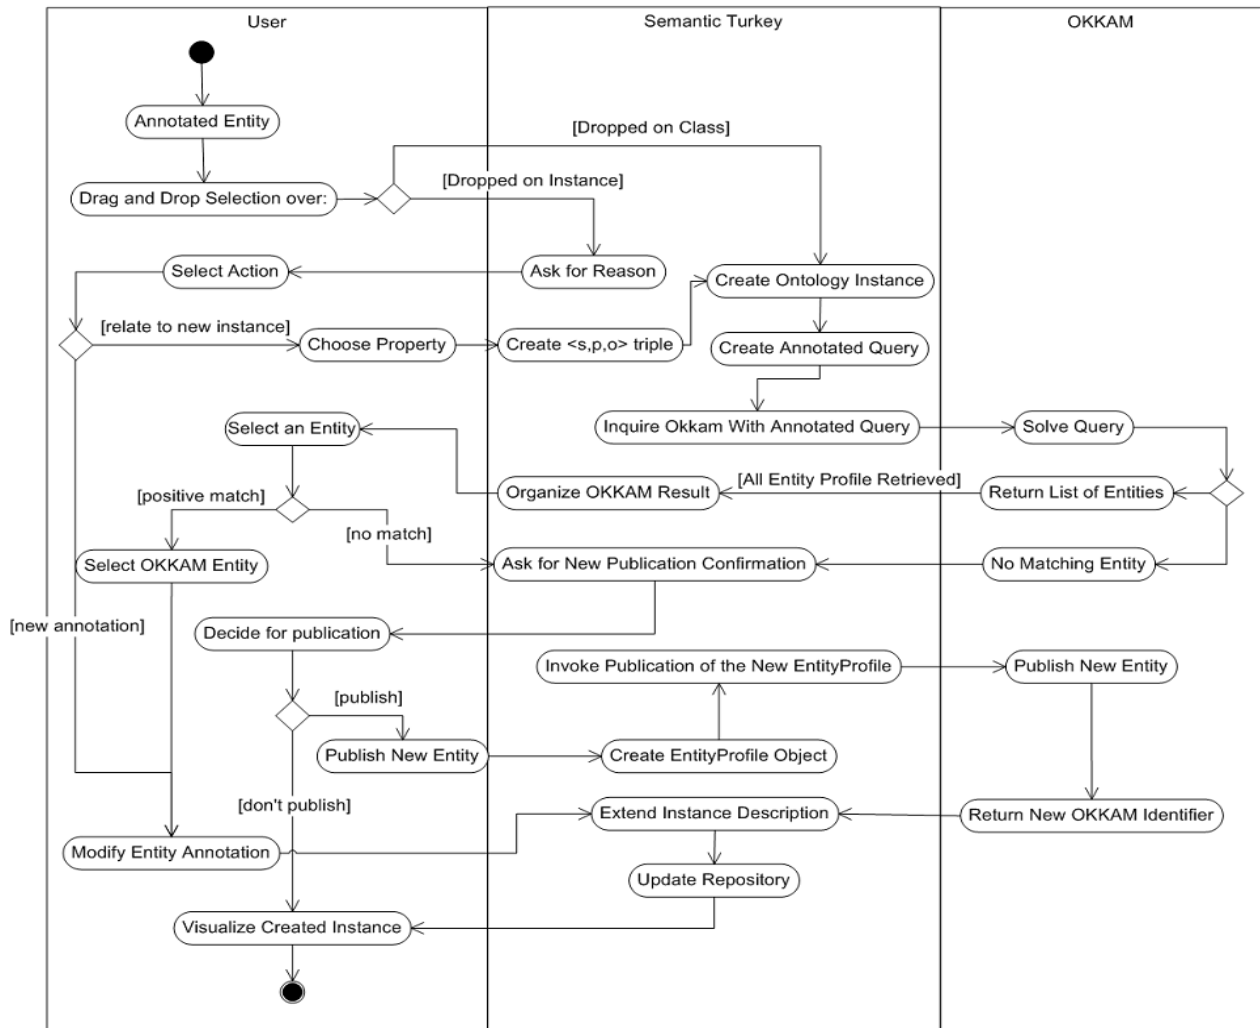 User
Semantic Turkey
OKKAM
Annotated Entity
[Dropped on Class]
Drag and Drop Selection over:
[Dropped on Instance]
Select Action
Ask for Reason
Create Ontology Instance
[relate to new instance]
Choose Property
Create <s,p,o> triple
Create Annotated Query
Select an Entity
Inquire Okkam With Annotated Query
Solve Query
[positive match]
Organize OKKAM Result
[All Entity Profile Retrieved]
Return List of Entities
[no match]
Select OKKAM Entity
Ask for New Publication Confirmation
No Matching Entity
[new annotation]
Decide for publication
Invoke Publication of the New EntityProfile
Publish New Entity
[publish]
Publish New Entity
Create EntityProfile Object
[don't publish]
Extend Instance Description
Return New OKKAM Identifier
Modify Entity Annotation
Update Repository
Visualize Created Instance